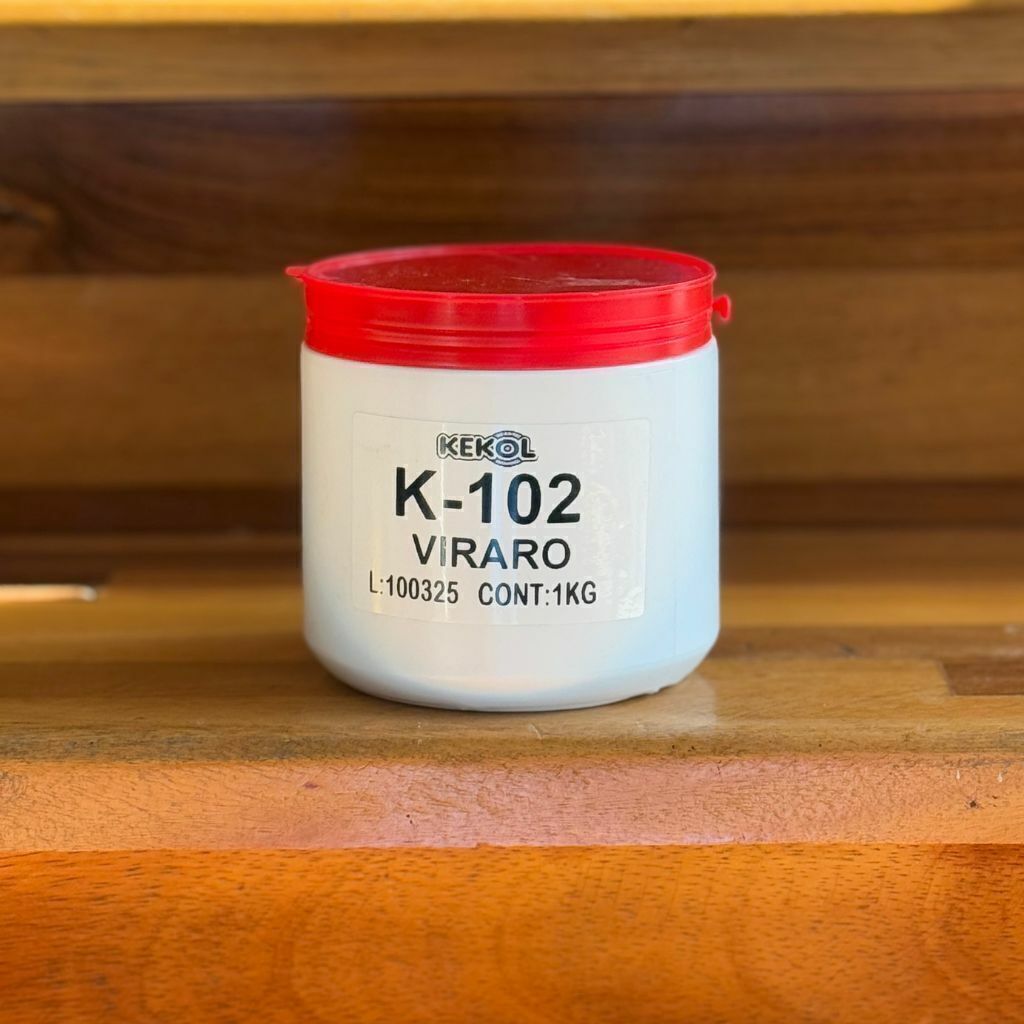 KEKOL
K-102
VIRARO
L:100325 CONT:1KG